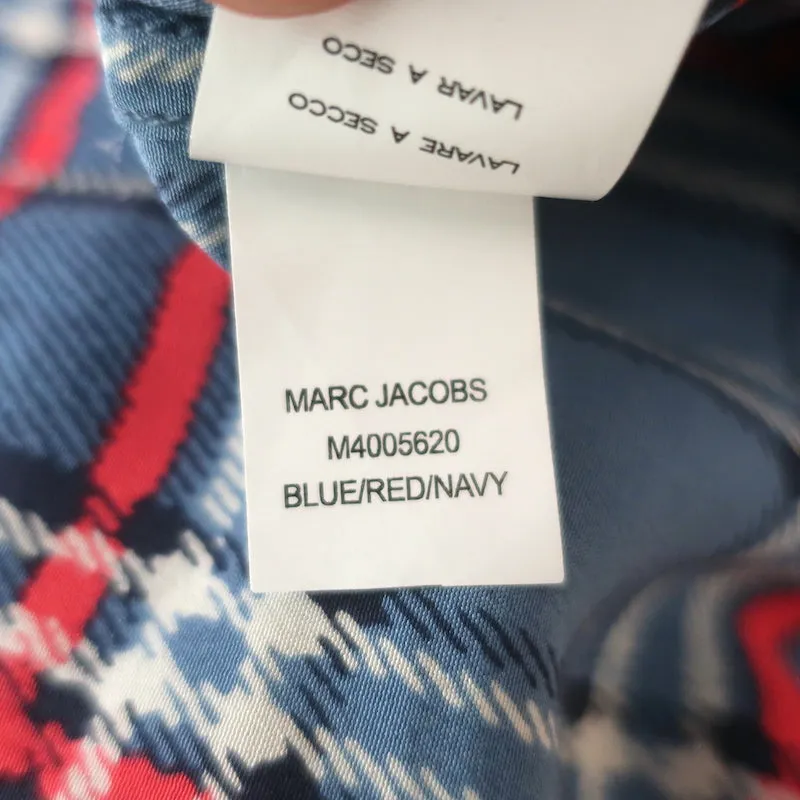 LAVARE A SECCO
LAVAR A SECO
MARC JACOBS
M4005620
BLUE/RED/NAVY